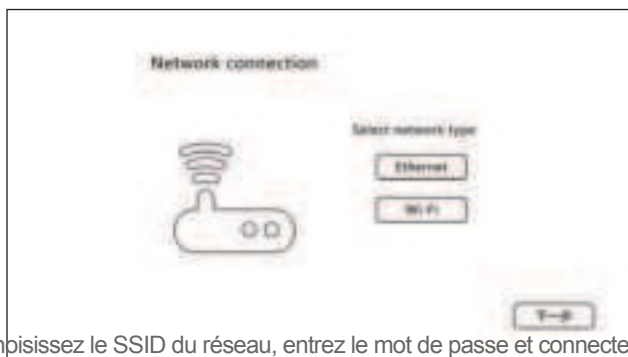 Network connection
Select network type
Ethernet
Wi-Fi
oisissez le SSID du réseau, entrez le mot de passe et connecte